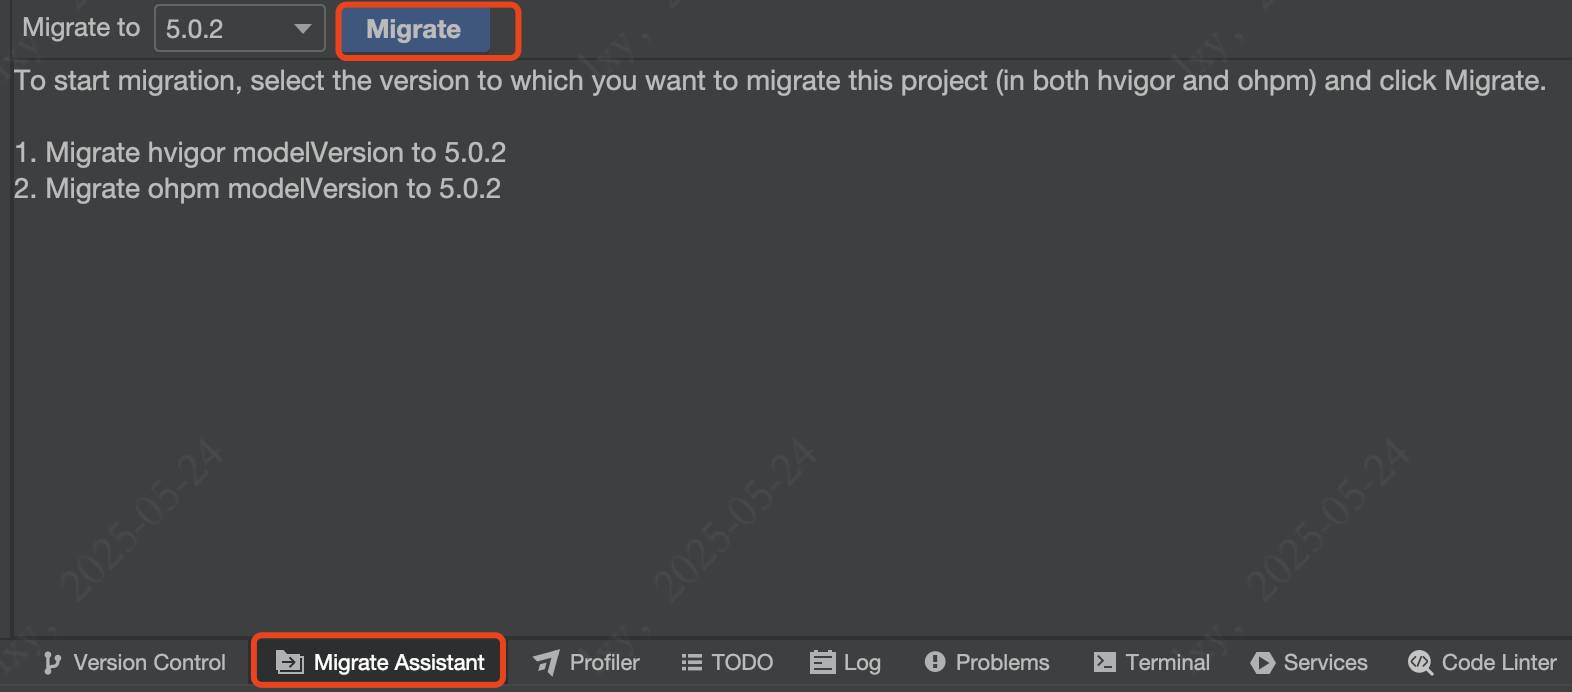 Migrate to 5.0.2 Migrate
To start migration, select the version to which you want to migrate this project (in both hvigor and ohpm) and click Migrate.
1. Migrate hvigor modelVersion to 5.0.2
2. Migrate ohpm modelVersion to 5.0.2
2025-05-24 2025-05-24 2025-05-24
Version Control Migrate Assistant Profiler TODO Log Problems Terminal Services Code Linter